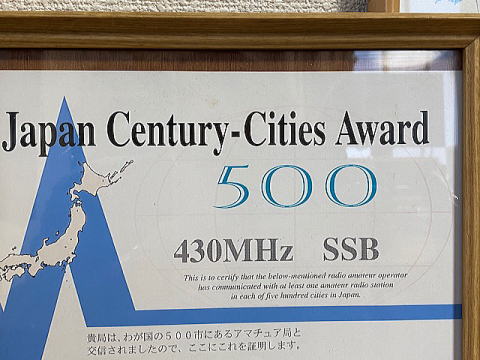 Japan Century-Cities Award
500
430MHz SSB
This is to certify that the below-mentioned radio amateur operator
has communicated with at least one amateur radio station
in each of five hundred cities in Japan.
貴局は、わが国の500市にあるアマチュア局と
交信されましたので、ここにこれを証明します。